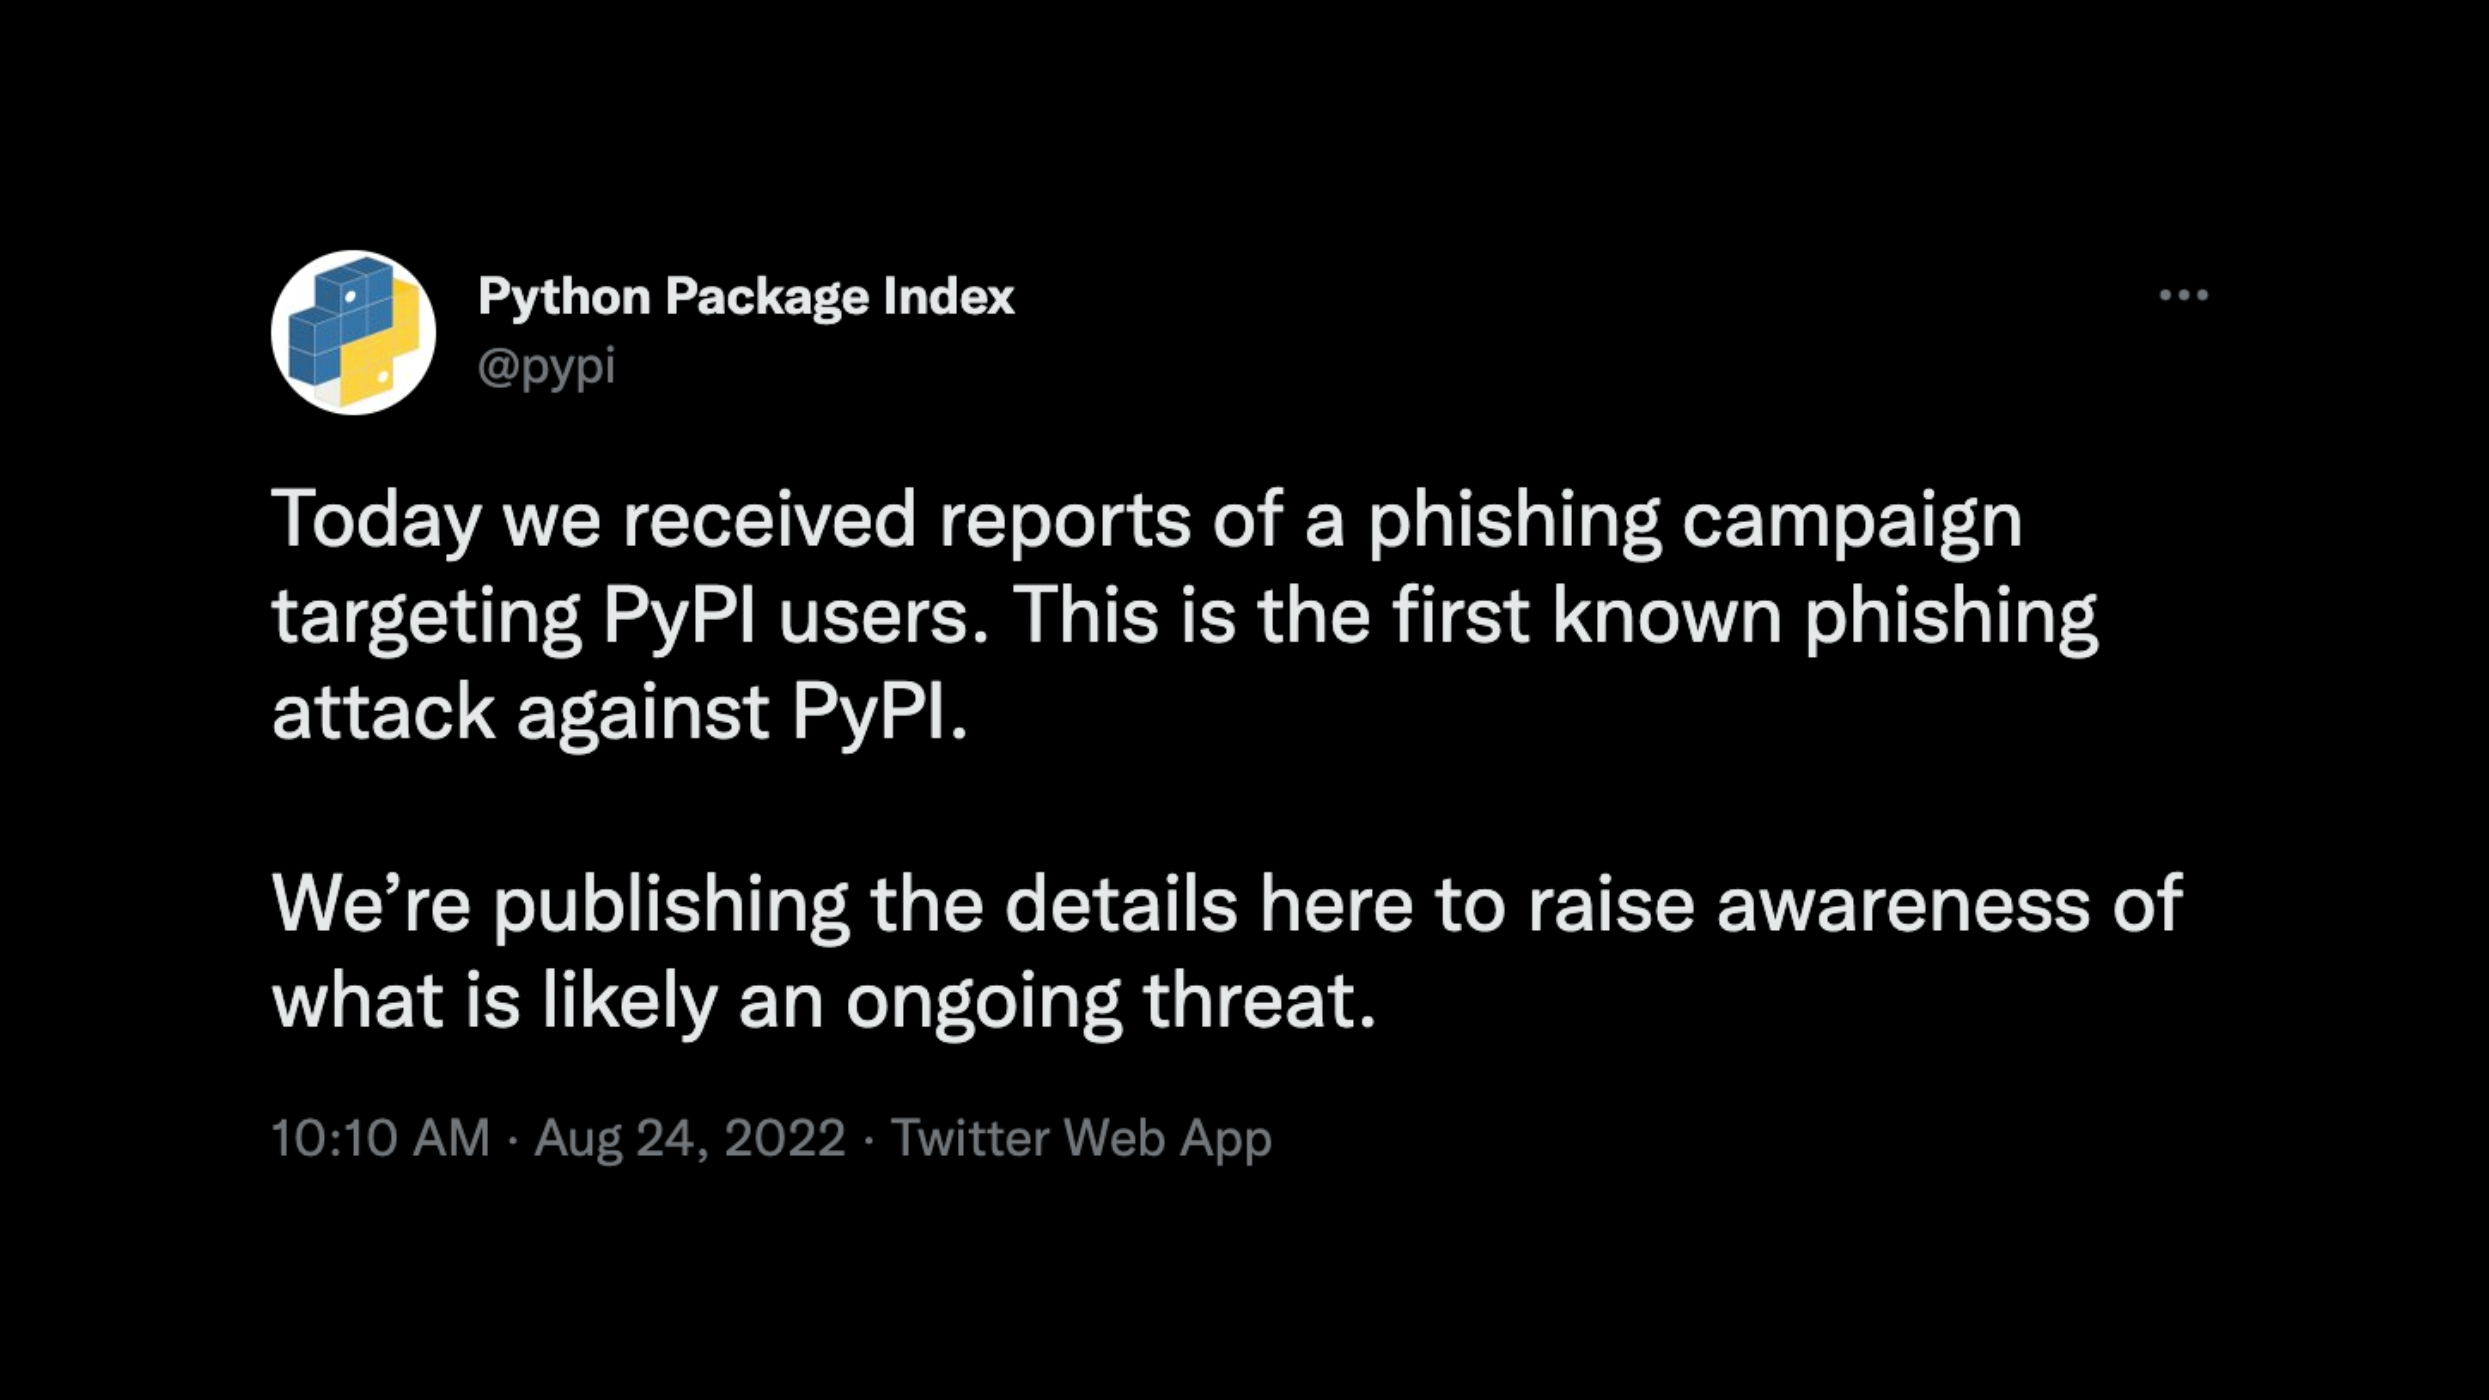 Python Package Index
@pypi
Today we received reports of a phishing campaign
targeting PyPI users. This is the first known phishing
attack against PyPI.
We’re publishing the details here to raise awareness of
what is likely an ongoing threat.
10:10 AM · Aug 24, 2022 · Twitter Web App